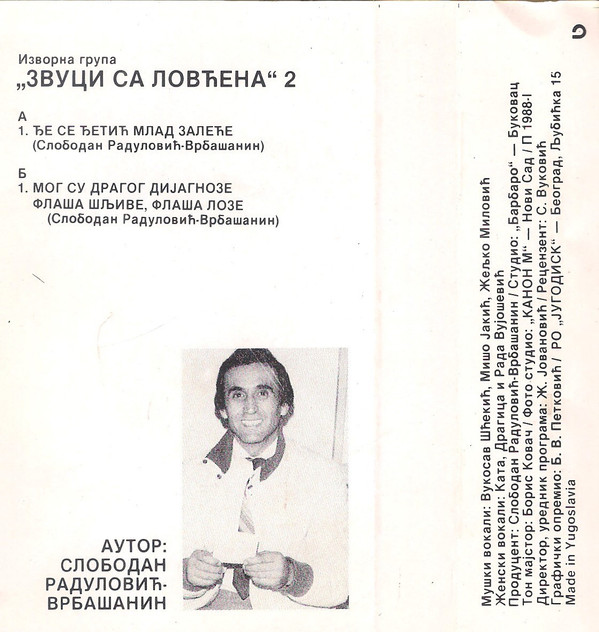 Изворна група
„ЗВУЦИ СА ЛОВЋЕНА“ 2
А
1. ЂЕ СЕ ЂЕТИЋ МЛАД ЗАЛЕЋЕ
(Слободан Радуловић-Врбашанин)
Б
1. МОГ СУ ДРАГОГ ДИЈАГНОЗЕ
ФЛАША ШЉИВЕ, ФЛАША ЛОЗЕ
(Слободан Радуловић-Врбашанин)
АУТОР:
СЛОБОДАН
РАДУЛОВИЋ-
ВРБАШАНИН
Мушки вокали: Вукосав Шћекић, Мишо Јакић, Жељко Миловић
Женски вокали: Ката, Драгица и Рада Вујошевић
Продуцент: Слободан Радуловић-Врбашанин / Студио: „Барбаро“ — Буковац
Тон мајстор: Борис Ковач / Фото студио: „КАНОН М“ — Нови Сад / П 1988-I
Директор, уредник програма: Ж. Јовановић / Рецензент: С. Вуковић
Графички опремио: Б. В. Петковић / РО „ЈУГОДИСК“ — Београд, Љубићка 15
Made in Yugoslavia